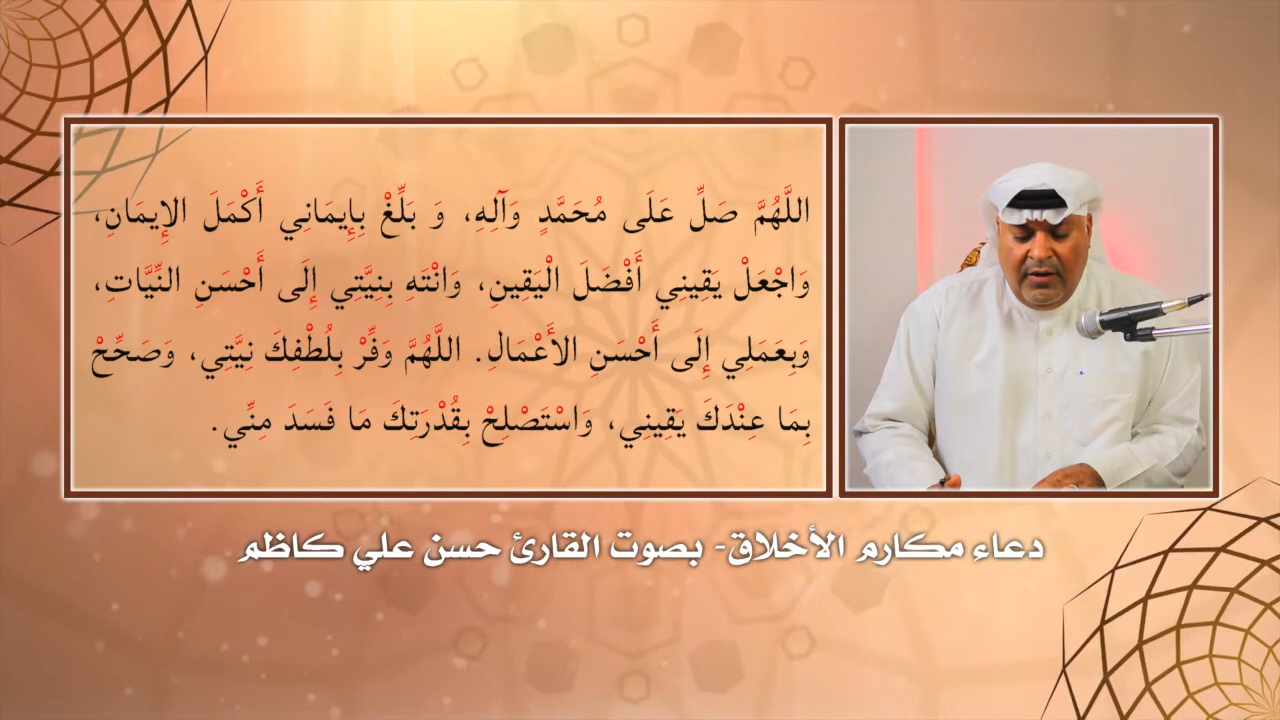 اللَّهُمَّ صَلِّ عَلَى مُحَمَّدٍ وَآلِهِ، وَ بَلِّغْ بِإِيمَانِي أَكْمَلَ الإِيمَانِ،
وَاجْعَلْ يَقِينِي أَفْضَلَ الْيَقِينِ، وَانْتَهِ بِنِيَّتِي إِلَى أَحْسَنِ النِّيَّاتِ،
وَبِعَمَلِي إِلَى أَحْسَنِ الأَعْمَالِ. اللَّهُمَّ وَفِّرْ بِلُطْفِكَ نِيَّتِي، وَصَحِّحْ
بِمَا عِنْدَكَ يَقِينِي، وَاسْتَصْلِحْ بِقُدْرَتِكَ مَا فَسَدَ مِنِّي.
دعاء مكارم الأخلاق- بصوت القارئ حسن علي كاظم